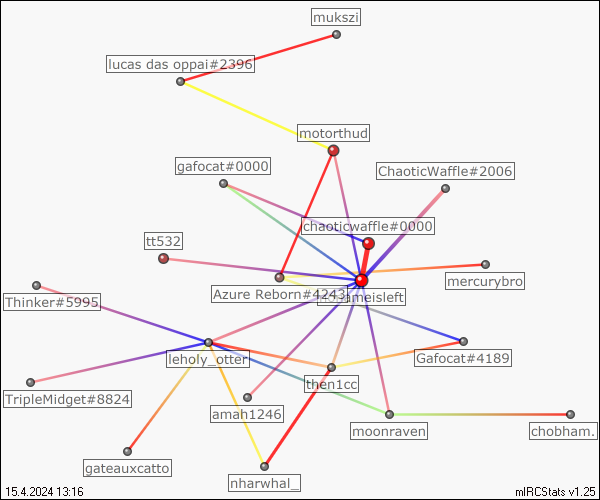 mukszi
lucas das oppai#2396
motorthud
gafocat#0000
ChaoticWaffle#2006
chaoticwaffle#0000
tt532
mercurybro
Azure Reborn#4243
Thinker#5995
Gafocat#4189
leholy_otter
then1cc
TripleMidget#8824
amah1246
moonraven
chobham.
gateauxcatto
nharwhal_
15.4.2024 13:16
mIRCStats v1.25